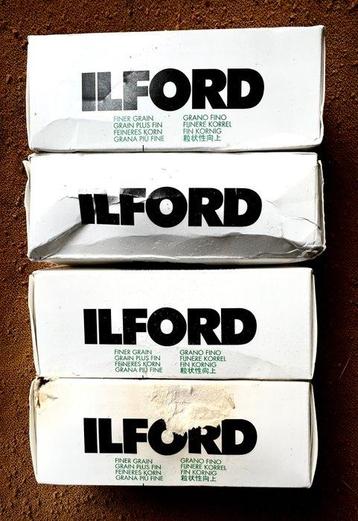 ILFORD
FINER GRAIN GRANO FINO
GRAIN PLUS FIN FIJNERE KORREL
FEINERES KORN FIN KORNIG
GRANA PIÙ FINE 粒状性向上
ILFORD
ILFORD
FINER GRAIN GRANO FINO
GRAIN PLUS FIN FIJNERE KORREL
FEINERES KORN FIN KORNIG
GRANA PIÙ FINE 粒状性向上
ILFORD
FINER GRAIN GRANO FINO
GRAIN PLUS FIN FIJNERE KORREL
FEINERES KORN FIN KORNIG
GRANA PIÙ FINE 粒状性向上